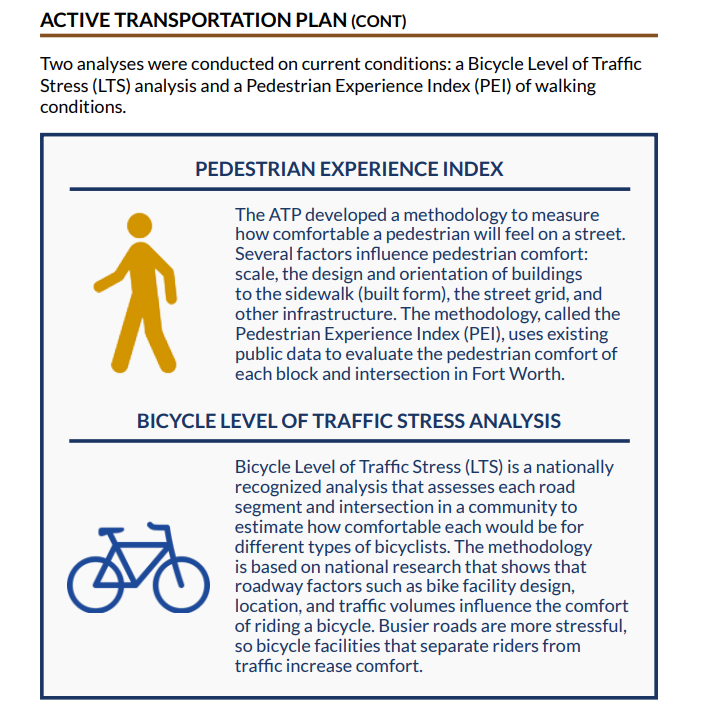 ACTIVE TRANSPORTATION PLAN (CONT)
Two analyses were conducted on current conditions: a Bicycle Level of Traffic
Stress (LTS) analysis and a Pedestrian Experience Index (PEI) of walking
conditions.
PEDESTRIAN EXPERIENCE INDEX
The ATP developed a methodology to measure
how comfortable a pedestrian will feel on a street.
Several factors influence pedestrian comfort:
scale, the design and orientation of buildings
to the sidewalk (built form), the street grid, and
other infrastructure. The methodology, called the
Pedestrian Experience Index (PEI), uses existing
public data to evaluate the pedestrian comfort of
each block and intersection in Fort Worth.
BICYCLE LEVEL OF TRAFFIC STRESS ANALYSIS
Bicycle Level of Traffic Stress (LTS) is a nationally
recognized analysis that assesses each road
segment and intersection in a community to
estimate how comfortable each would be for
different types of bicyclists. The methodology
is based on national research that shows that
roadway factors such as bike facility design,
location, and traffic volumes influence the comfort
of riding a bicycle. Busier roads are more stressful,
so bicycle facilities that separate riders from
traffic increase comfort.